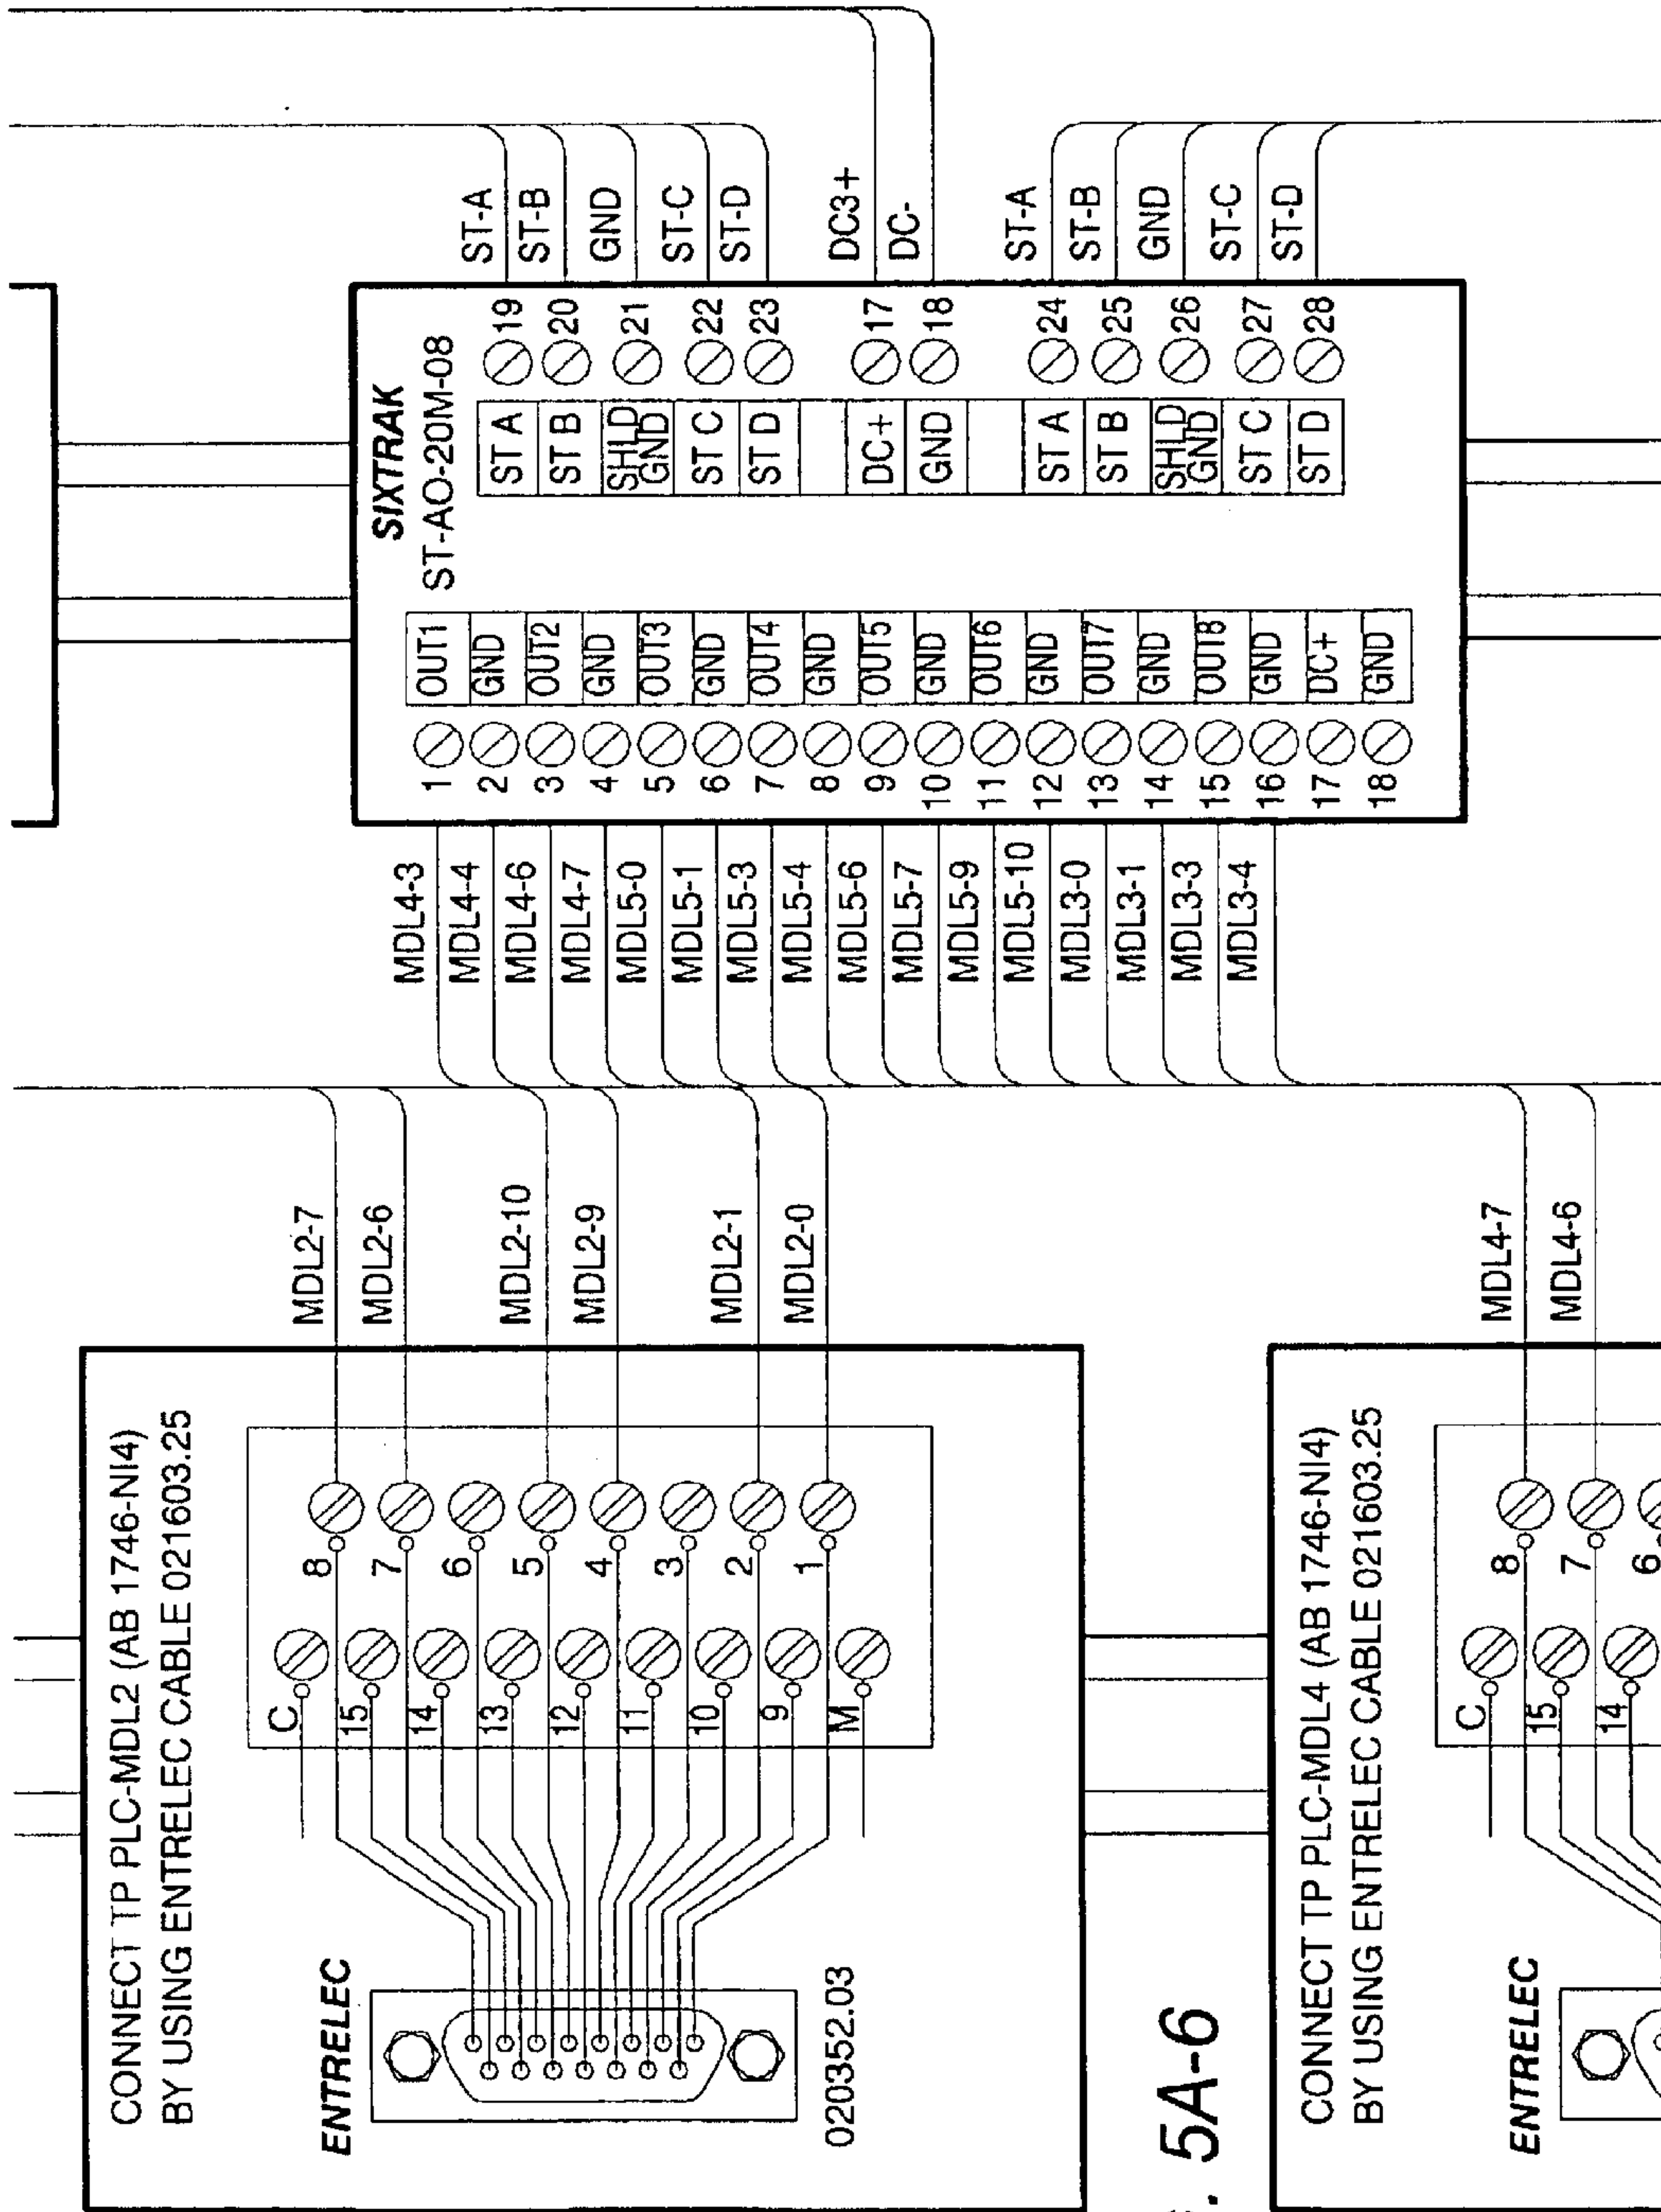 ST-A
ST-B
GND
ST-C
ST-D
DC3+
DC-
ST-A
ST-B
GND
ST-C
ST-D
SIXTRAK
ST-AO-20M-08
19
20
21
22
23
17
18
24
25
26
27
28
ST A
ST B
SHLD
GND
ST C
ST D
DC+
GND
ST A
ST B
SHLD
GND
ST C
ST D
OUT1
GND
OUT2
GND
OUT3
GND
OUT4
GND
OUT5
GND
OUT6
GND
OUT7
GND
OUT8
GND
DC+
GND
1
2
3
4
5
6
7
8
9
10
11
12
13
14
15
16
17
18
MDL4-3
MDL4-4
MDL4-6
MDL4-7
MDL5-0
MDL5-1
MDL5-3
MDL5-4
MDL5-6
MDL5-7
MDL5-9
MDL5-10
MDL3-0
MDL3-1
MDL3-3
MDL3-4
MDL2-7
MDL2-6
MDL2-10
MDL2-9
MDL2-1
MDL2-0
MDL4-7
MDL4-6
CONNECT TP PLC-MDL2 (AB 1746-NI4)
BY USING ENTRELEC CABLE 021603.25
8
7
6
5
4
3
2
1
C
15
14
13
12
11
10
9
M
ENTRELEC
020352.03
5A-6
CONNECT TP PLC-MDL4 (AB 1746-NI4)
BY USING ENTRELEC CABLE 021603.25
8
7
6
C
15
14
ENTRELEC